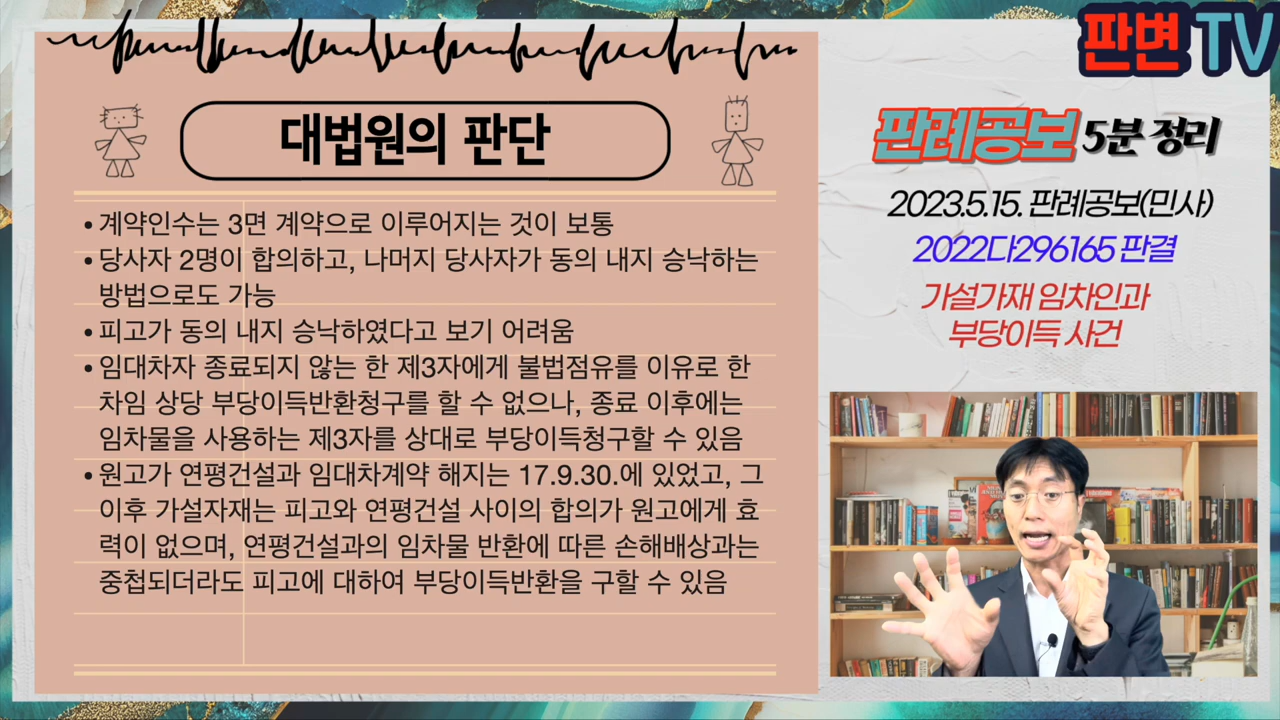 판변 TV
대법원의 판단
• 계약인수는 3면 계약으로 이루어지는 것이 보통
• 당사자 2명이 합의하고, 나머지 당사자가 동의 내지 승낙하는
방법으로도 가능
• 피고가 동의 내지 승낙하였다고 보기 어려움
• 임대차자 종료되지 않는 한 제3자에게 불법점유를 이유로 한
차임 상당 부당이득반환청구를 할 수 없으나, 종료 이후에는
임차물을 사용하는 제3자를 상대로 부당이득청구할 수 있음
• 원고가 연평건설과 임대차계약 해지는 17.9.30.에 있었고, 그
이후 가설자재는 피고와 연평건설 사이의 합의가 원고에게 효
력이 없으며, 연평건설과의 임차물 반환에 따른 손해배상과는
중첩되더라도 피고에 대하여 부당이득반환을 구할 수 있음
판례공보 5분 정리
2023.5.15. 판례공보(민사)
2022다296165 판결
가설가재 임차인과
부당이득 사건